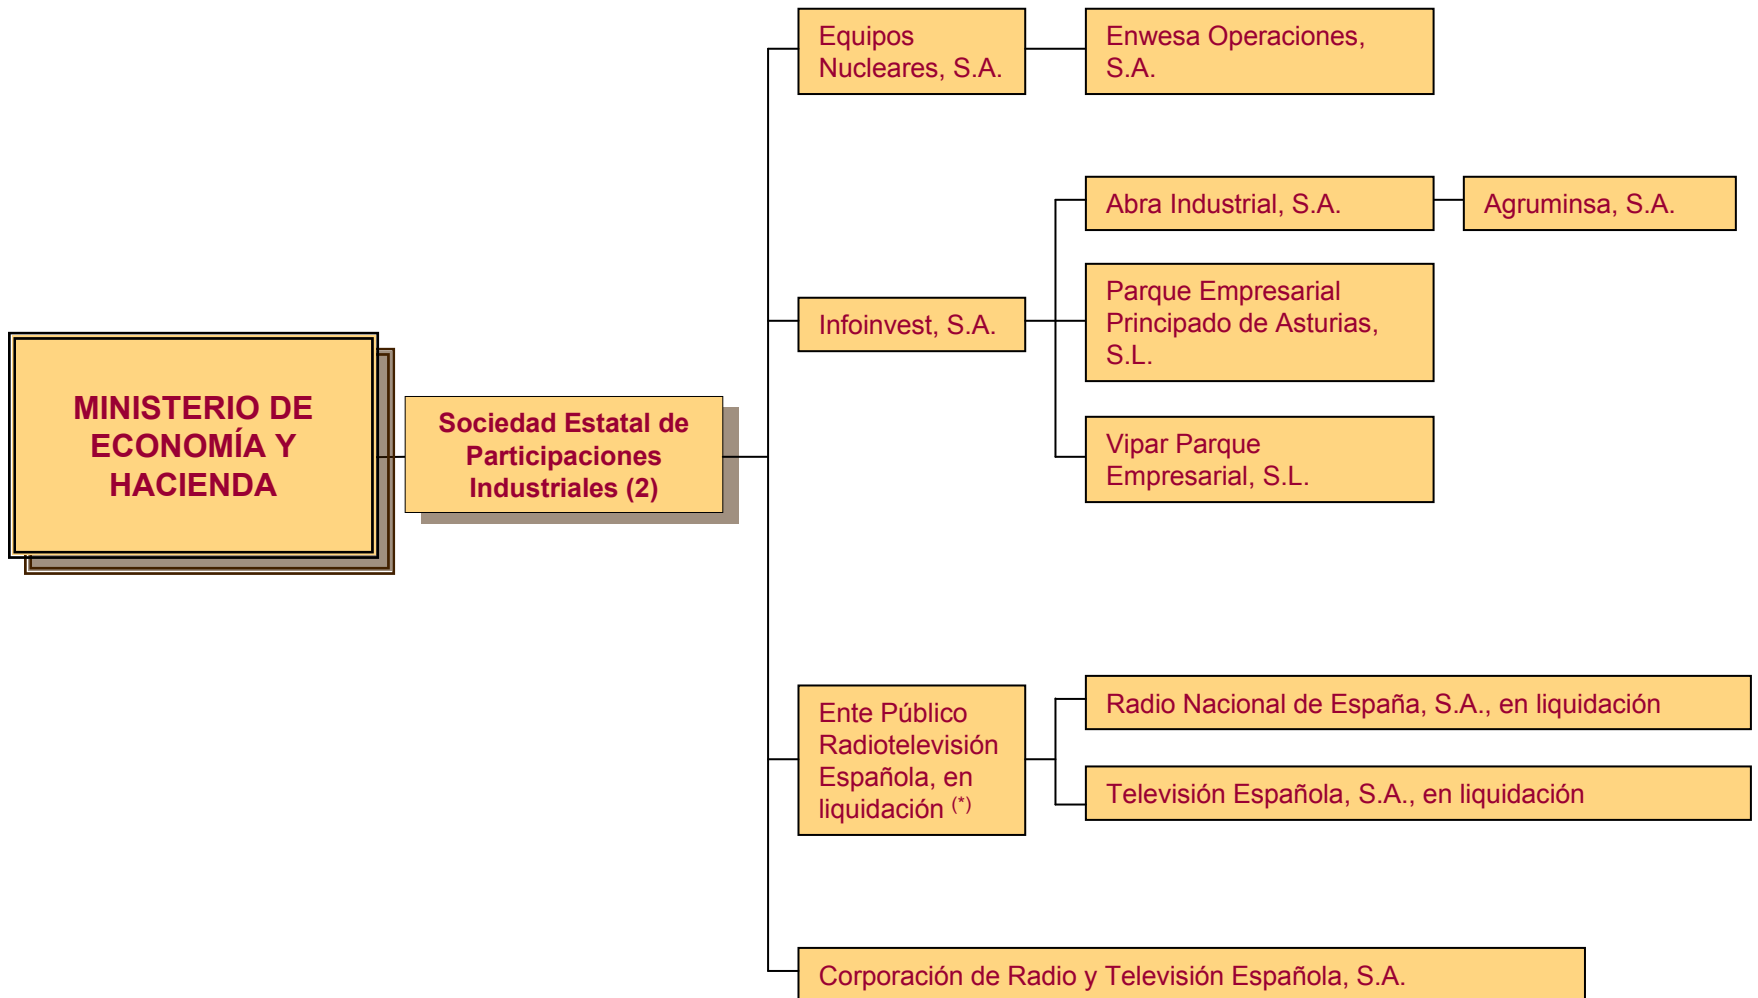 MINISTERIO DE
ECONOMÍA Y
HACIENDA
Sociedad Estatal de
Participaciones
Industriales (2)
Equipos
Nucleares, S.A.
Enwesa Operaciones,
S.A.
Infoinvest, S.A.
Abra Industrial, S.A.
Agruminsa, S.A.
Parque Empresarial
Principado de Asturias,
S.L.
Vipar Parque
Empresarial, S.L.
Ente Público
Radiotelevisión
Española, en
liquidación (*)
Radio Nacional de España, S.A., en liquidación
Televisión Española, S.A., en liquidación
Corporación de Radio y Televisión Española, S.A.